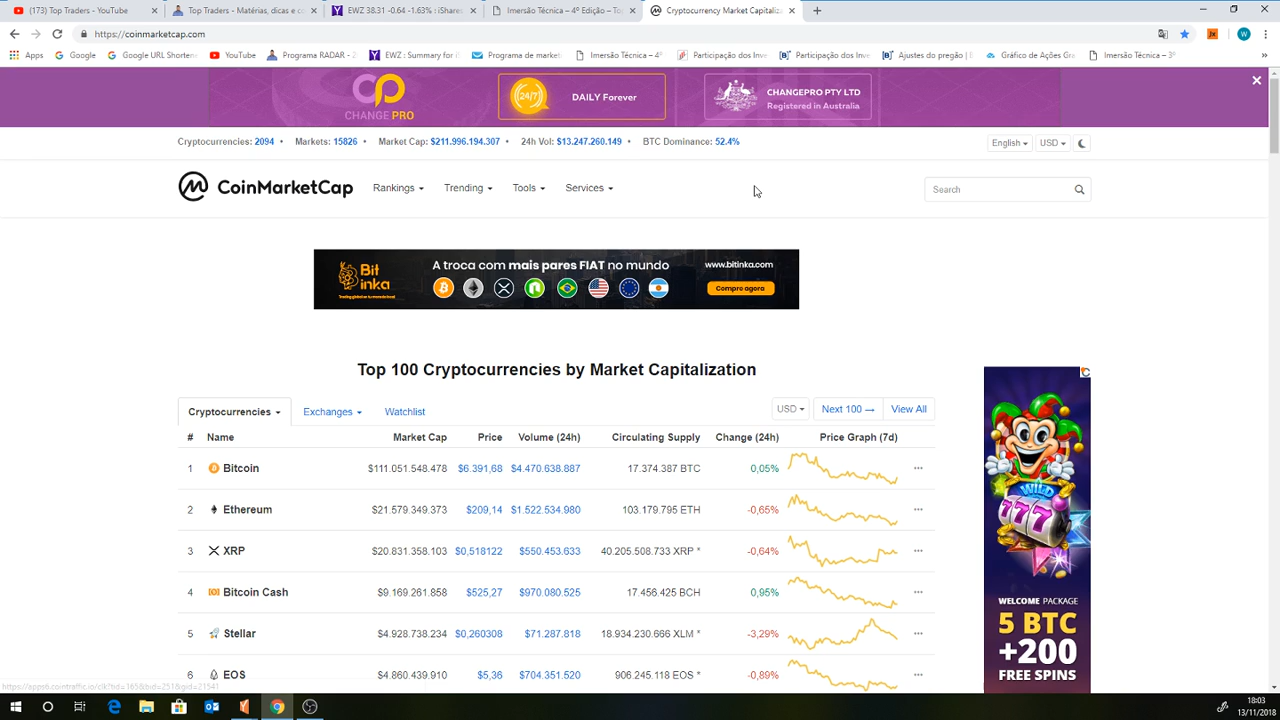 (173) Top Traders - YouTube
Top Traders - Matérias, dicas e co
EWZ 38.31 -0.64 -1.63% : iShares
Imersão Técnica – 4ª Edição – To
Cryptocurrency Market Capitaliz
https://coinmarketcap.com
Apps
Google
Google URL Shortene
YouTube
Programa RADAR - 2
EWZ : Summary for iS
Programa de market
Imersão Técnica – 4ª
Participação dos Inve
Participação dos Inve
Ajustes do pregão |
Gráfico de Ações Gra
Imersão Técnica – 3ª
CHANGE PRO
24/7
DAILY Forever
CHANGEPRO PTY LTD
Registered in Australia
Cryptocurrencies: 2094 • Markets: 15826 • Market Cap: $211.996.194.307 • 24h Vol: $13.247.260.149 • BTC Dominance: 52.4%
English
USD
CoinMarketCap
Rankings
Trending
Tools
Services
Search
Bit inka
A troca com mais pares FIAT no mundo
www.bitinka.com
Compro agora
Top 100 Cryptocurrencies by Market Capitalization
Cryptocurrencies
Exchanges
Watchlist
USD
Next 100 →
View All
# Name Market Cap Price Volume (24h) Circulating Supply Change (24h) Price Graph (7d)
1 Bitcoin $111.051.548.478 $6.391,68 $4.470.638.887 17.374.387 BTC 0,05%
2 Ethereum $21.579.349.373 $209,14 $1.522.534.980 103.179.795 ETH -0,65%
3 XRP $20.831.358.103 $0,518122 $550.453.633 40.205.508.733 XRP * -0,64%
4 Bitcoin Cash $9.169.261.858 $525,27 $970.080.525 17.456.425 BCH 0,95%
5 Stellar $4.928.738.234 $0,260308 $71.287.818 18.934.230.666 XLM * -3,29%
6 EOS $4.860.439.910 $5,36 $704.351.520 906.245.118 EOS * -0,89%
WILD
777
WELCOME PACKAGE
5 BTC
+200
FREE SPINS
18:03
13/11/2018